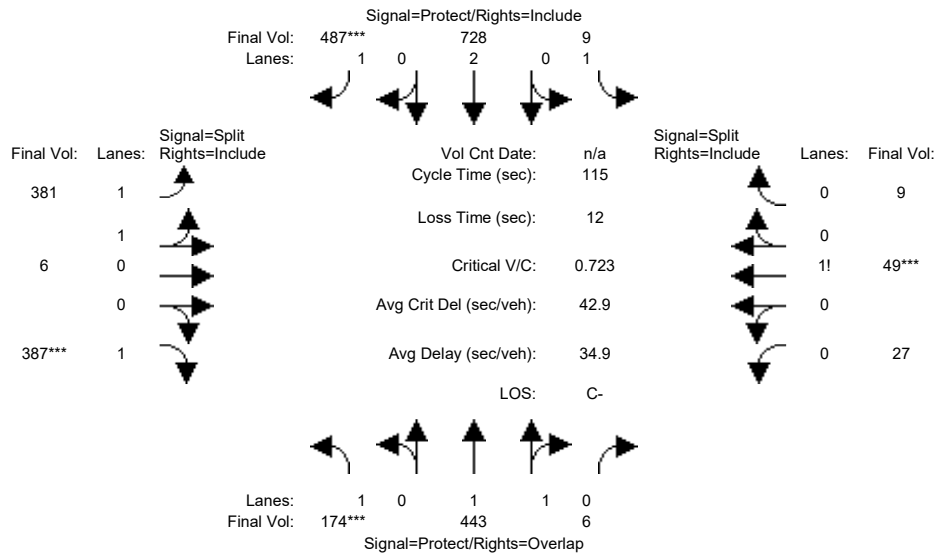 Signal=Protect/Rights=Include
Final Vol: 487*** 728 9
Lanes: 1 0 2 0 1
Signal=Split Signal=Split
Final Vol: Lanes: Rights=Include Vol Cnt Date: n/a Rights=Include Lanes: Final Vol:
Cycle Time (sec): 115
381 1 0 9
Loss Time (sec): 12
1 0
6 0 Critical V/C: 0.723 1! 49***
0 Avg Crit Del (sec/veh): 42.9 0
387*** 1 Avg Delay (sec/veh): 34.9 0 27
LOS: C-
Lanes: 1 0 1 1 0
Final Vol: 174*** 443 6
Signal=Protect/Rights=Overlap